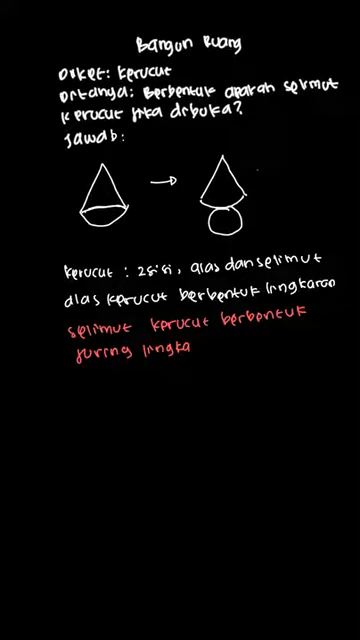 Bangun Ruang
Diket: Kerucut
Ditanya: Berbentuk apakah selimut
kerucut jika dibuka?
Jawab:
Kerucut : 2 sisi, alas dan selimut
alas kerucut berbentuk lingkaran
selimut kerucut berbentuk
juring lingka